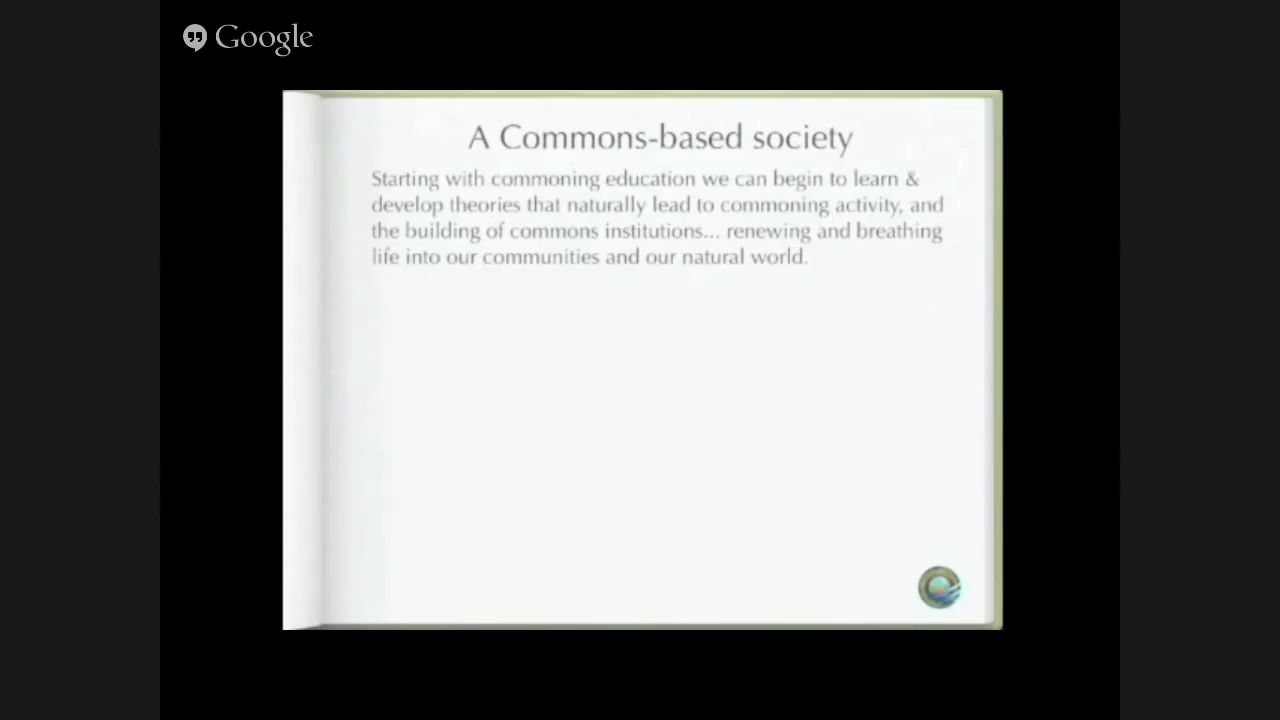 Google
A Commons-based society
Starting with commoning education we can begin to learn &
develop theories that naturally lead to commoning activity, and
the building of commons institutions... renewing and breathing
life into our communities and our natural world.